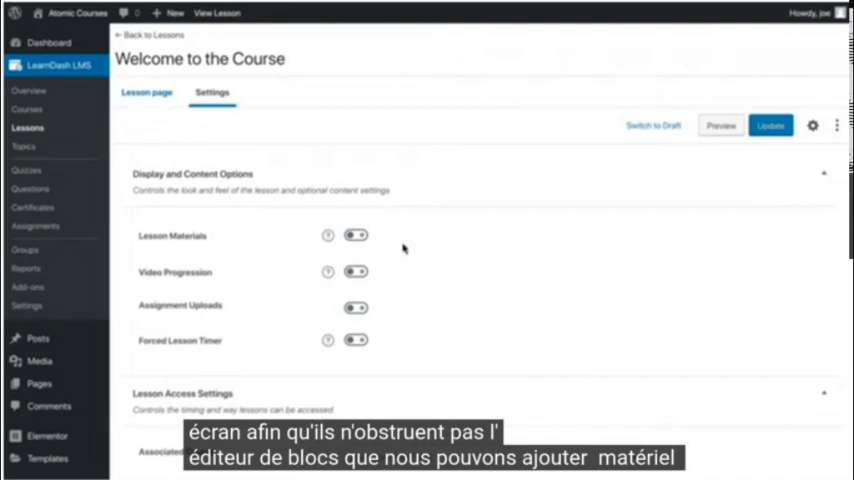 Atomic Courses
0
New
View Lesson
Howdy, joe
Dashboard
LearnDash LMS
Overview
Courses
Lessons
Topics
Quizzes
Questions
Certificates
Assignments
Groups
Reports
Add-ons
Settings
Posts
Media
Pages
Comments
Elementor
Templates
← Back to Lessons
Welcome to the Course
Lesson page
Settings
Switch to Draft
Preview
Update
Display and Content Options
Controls the look and feel of the lesson and optional content settings
Lesson Materials
Video Progression
Assignment Uploads
Forced Lesson Timer
Lesson Access Settings
Controls the timing and way lessons can be accessed.
écran afin qu'ils n'obstruent pas l'
éditeur de blocs que nous pouvons ajouter matériel